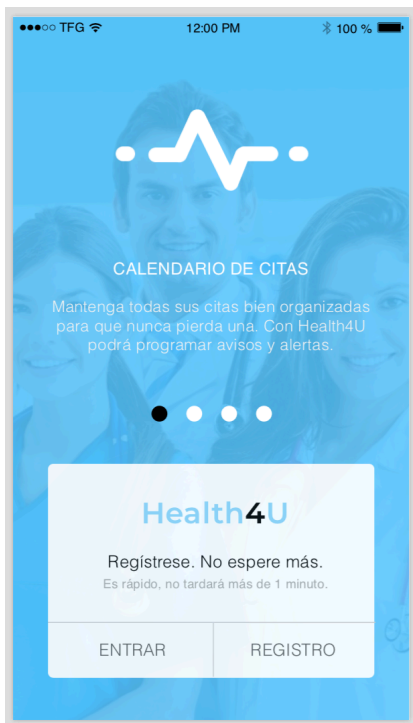 TFG 12:00 PM 100 %
CALENDARIO DE CITAS
Mantenga todas sus citas bien organizadas
para que nunca pierda una. Con Health4U
podrá programar avisos y alertas.
Health4U
Regístrese. No espere más.
Es rápido, no tardará más de 1 minuto.
ENTRAR REGISTRO